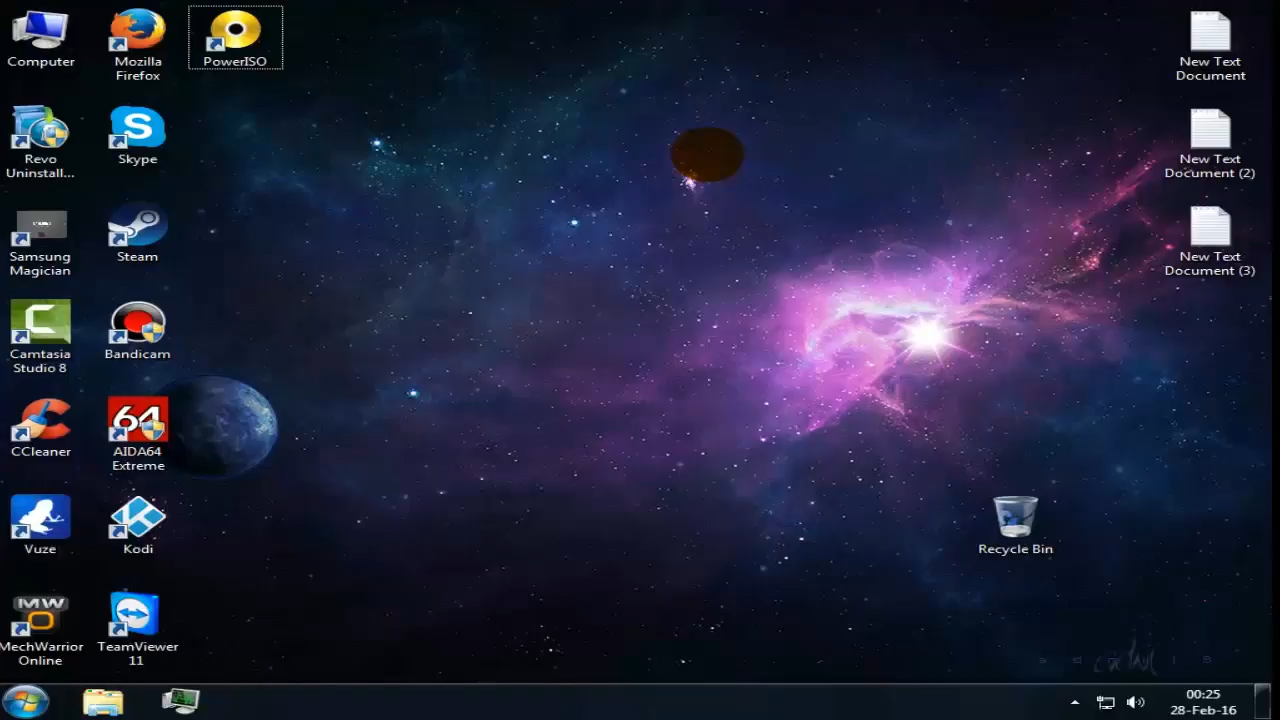 Computer
Mozilla
Firefox
PowerISO
New Text
Document
Revo
Uninstall...
Skype
New Text
Document (2)
Samsung
Magician
Steam
New Text
Document (3)
Camtasia
Studio 8
Bandicam
CCleaner
64
AIDA64
Extreme
Vuze
Kodi
Recycle Bin
MW
O
MechWarrior
Online
TeamViewer
11
00:25
28-Feb-16